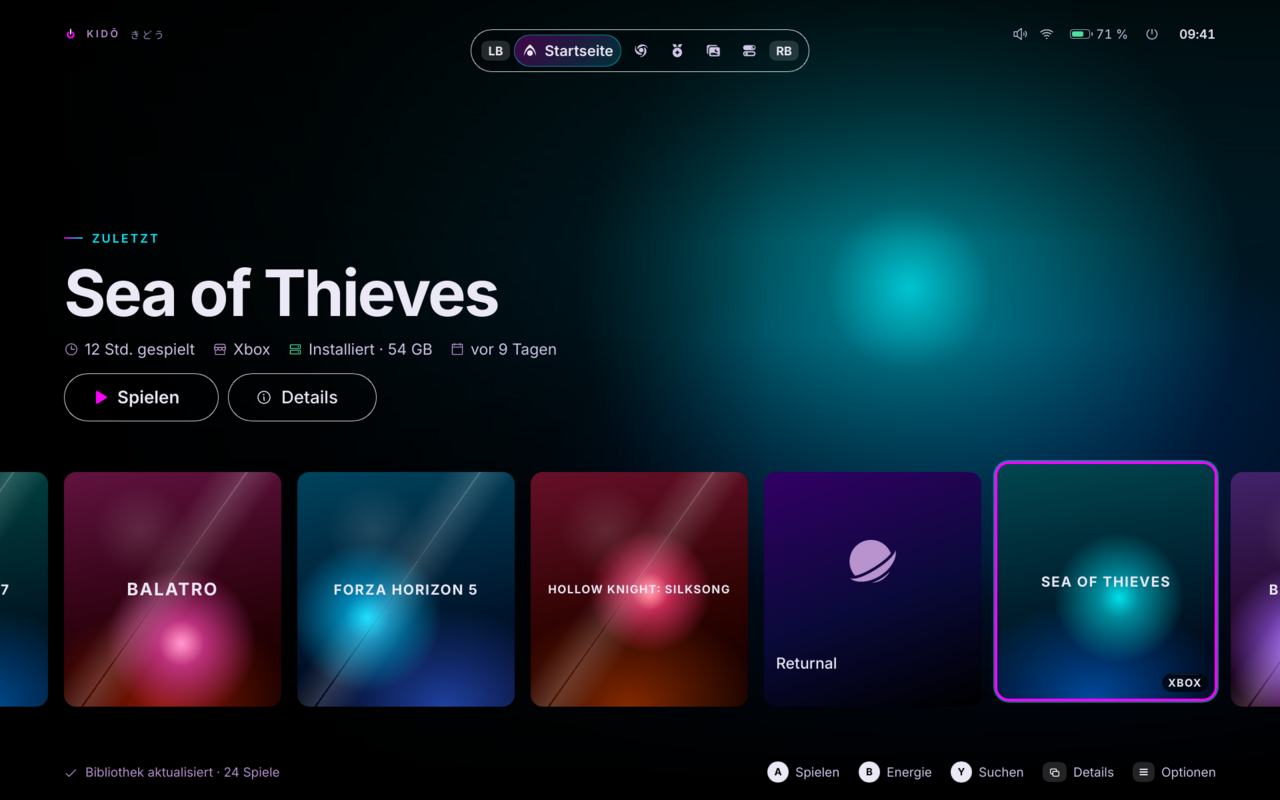 KIDŌ きどう
LB Startseite RB
71 % 09:41
ZULETZT
Sea of Thieves
12 Std. gespielt Xbox Installiert · 54 GB vor 9 Tagen
Spielen Details
7
BALATRO
FORZA HORIZON 5
HOLLOW KNIGHT: SILKSONG
Returnal
SEA OF THIEVES
XBOX
B
Bibliothek aktualisiert · 24 Spiele
A Spielen B Energie Y Suchen Details Optionen